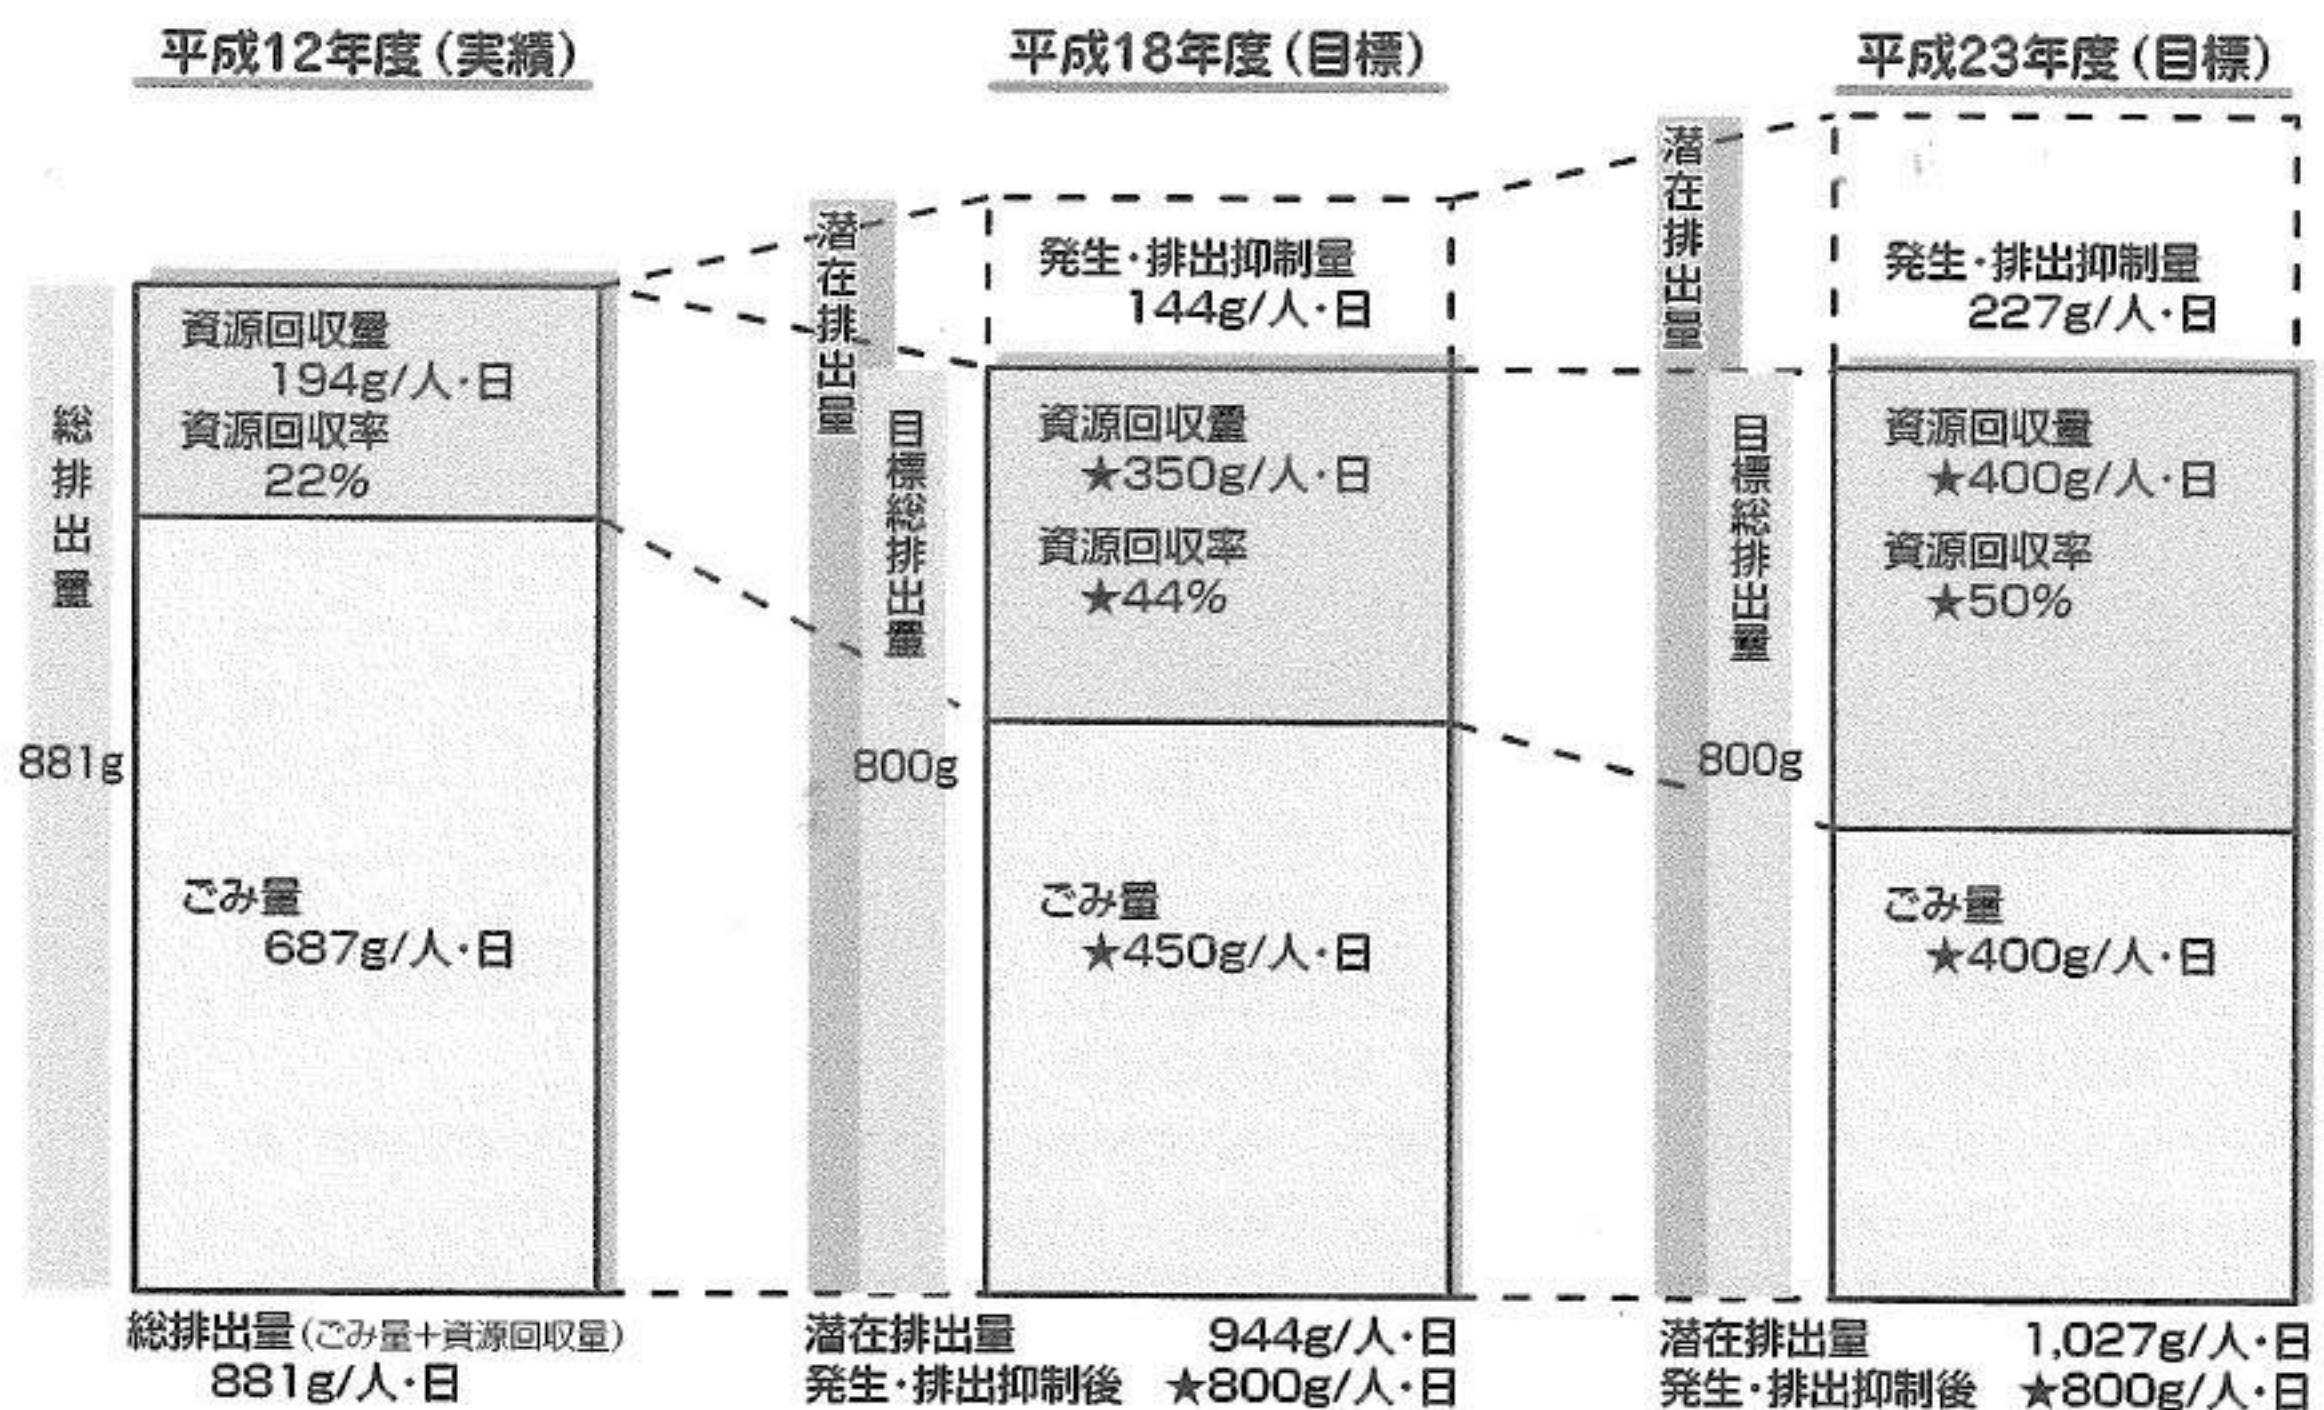 平成12年度(実績)
総排出量
881g
資源回収量
194g/人・日
資源回収率
22%
ごみ量
687g/人・日
総排出量(ごみ量+資源回収量)
881g/人・日
平成18年度(目標)
潜在排出量
目標総排出量
800g
発生・排出抑制量
144g/人・日
資源回収量
★350g/人・日
資源回収率
★44%
ごみ量
★450g/人・日
潜在排出量 944g/人・日
発生・排出抑制後 ★800g/人・日
平成23年度(目標)
潜在排出量
目標総排出量
800g
発生・排出抑制量
227g/人・日
資源回収量
★400g/人・日
資源回収率
★50%
ごみ量
★400g/人・日
潜在排出量 1,027g/人・日
発生・排出抑制後 ★800g/人・日